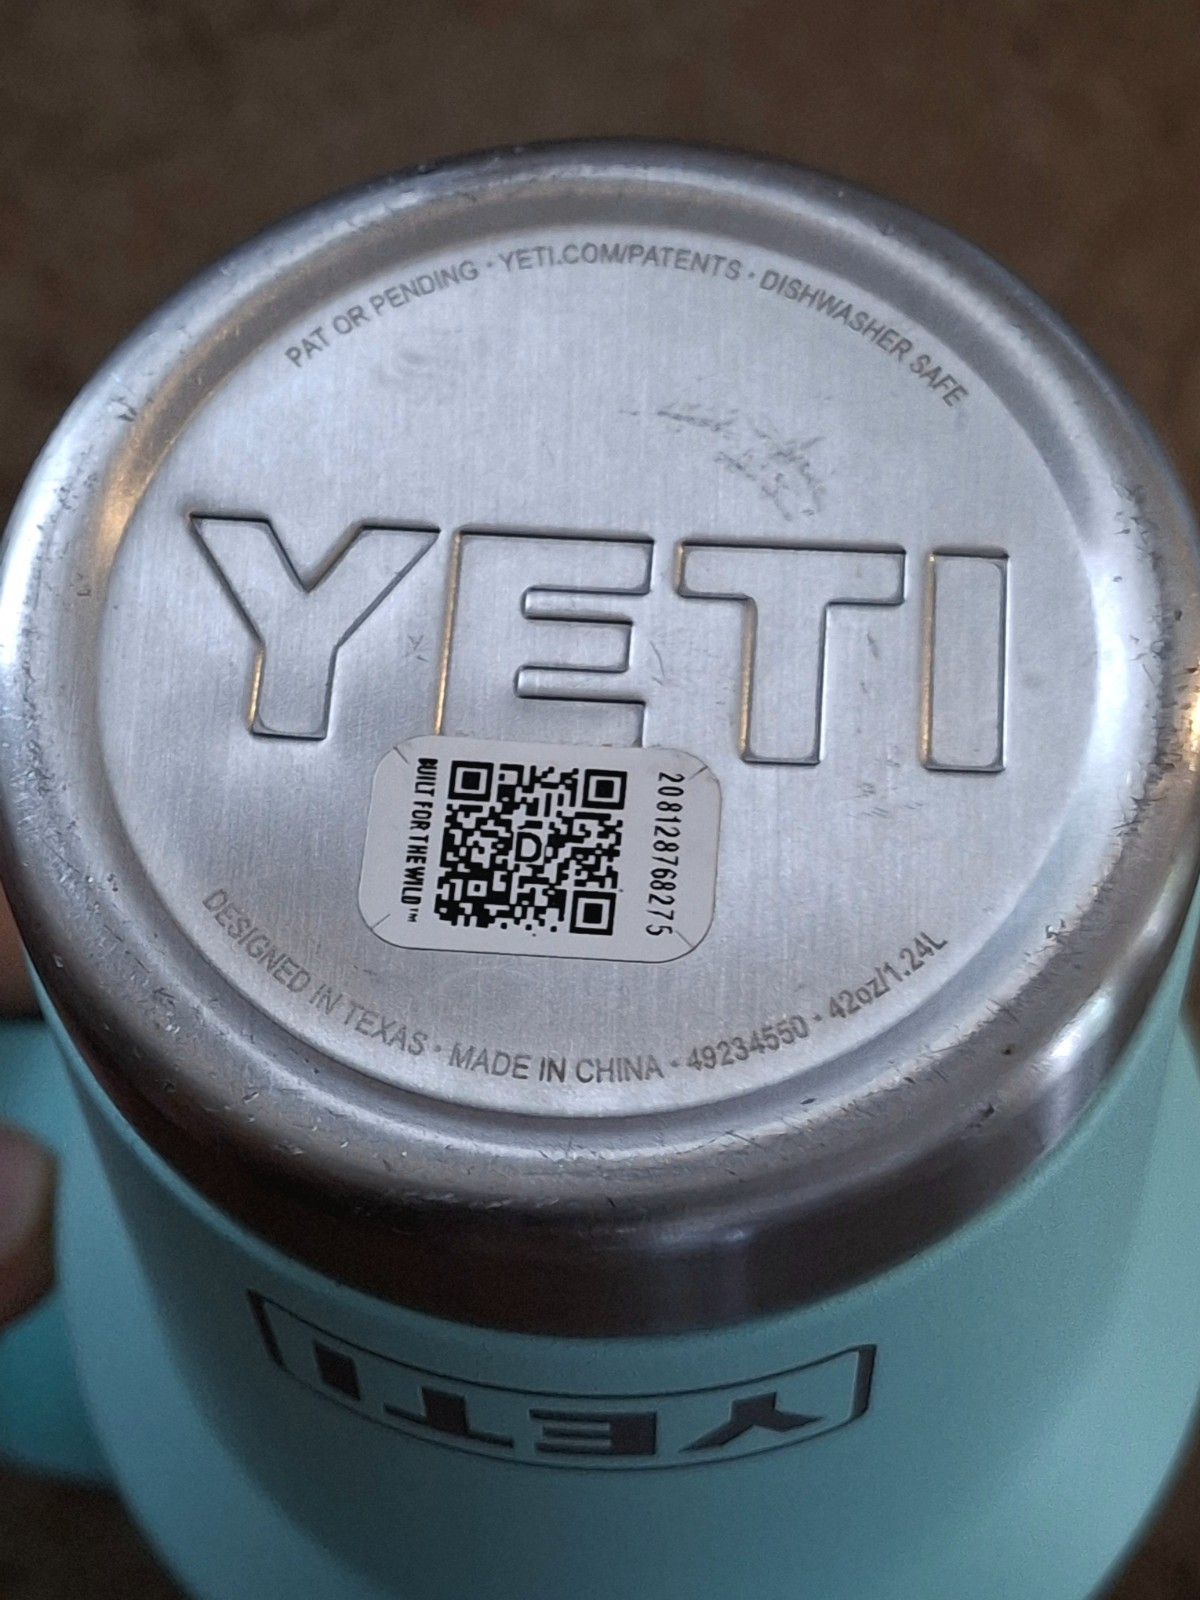 PAT OR PENDING · YETI.COM/PATENTS · DISHWASHER SAFE
YETI
BUILT FOR THE WILD™
D
208128768275
DESIGNED IN TEXAS · MADE IN CHINA · 49234550 · 42oz/1.24L
YETI